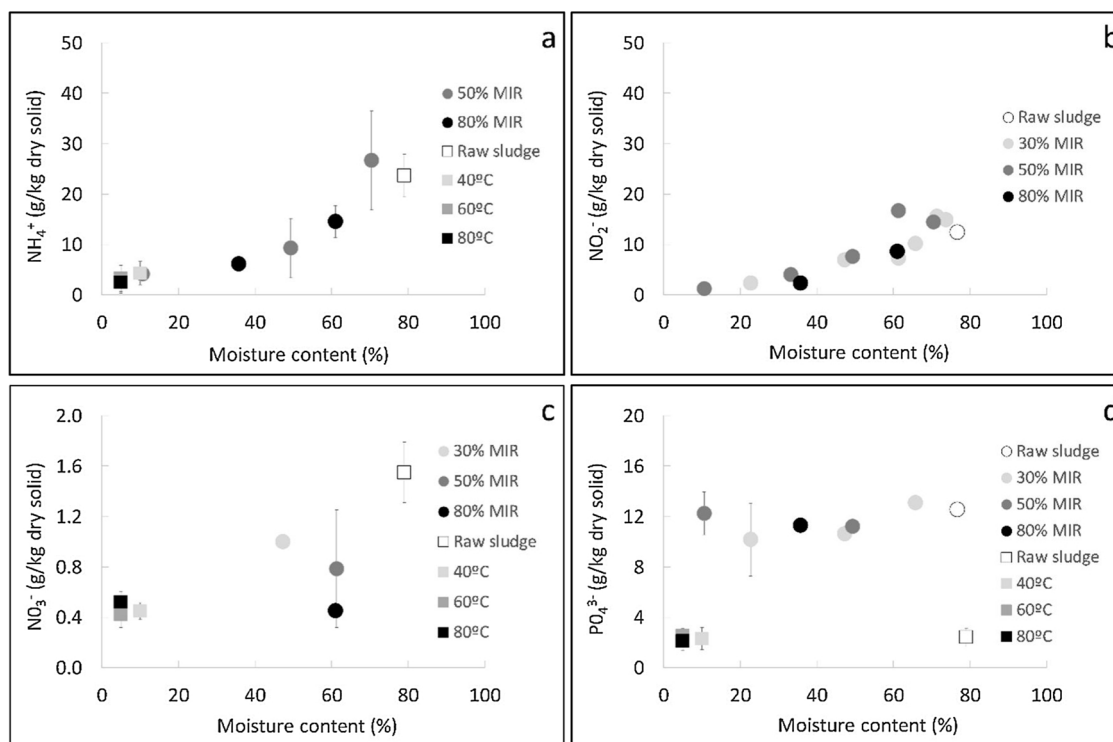 a
NH₄⁺ (g/kg dry solid)
50
40
30
20
10
0
0 20 40 60 80 100
Moisture content (%)
50% MIR
80% MIR
Raw sludge
40ºC
60ºC
80ºC
b
NO₂⁻ (g/kg dry solid)
50
40
30
20
10
0
0 20 40 60 80 100
Moisture content (%)
Raw sludge
30% MIR
50% MIR
80% MIR
c
N0₃⁻ (g/kg dry solid)
2.0
1.6
1.2
0.8
0.4
0.0
0 20 40 60 80 100
Moisture content (%)
30% MIR
50% MIR
80% MIR
Raw sludge
40ºC
60ºC
80ºC
d
P0₄³⁻ (g/kg dry solid)
20
16
12
8
4
0
0 20 40 60 80 100
Moisture content (%)
Raw sludge
30% MIR
50% MIR
80% MIR
Raw sludge
40ºC
60ºC
80ºC